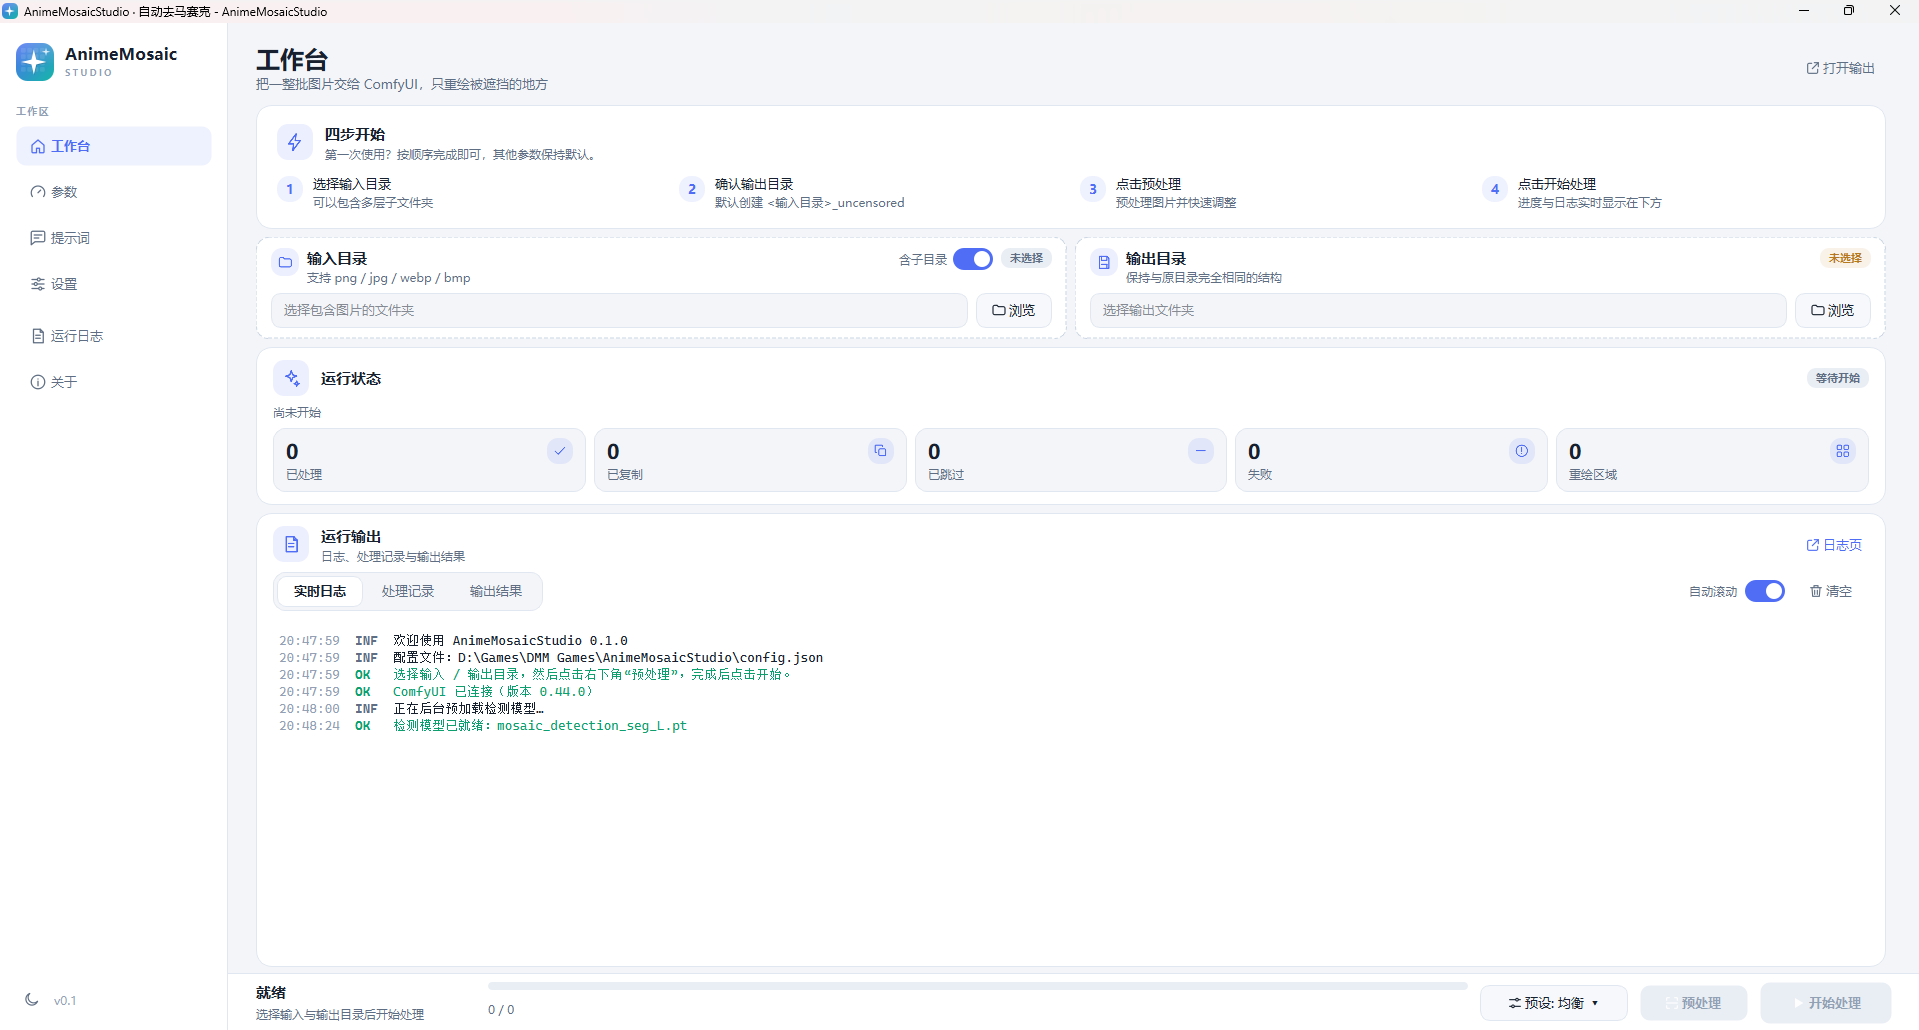 AnimeMosaicStudio · 自动去马赛克 - AnimeMosaicStudio
AnimeMosaic
STUDIO
工作区
工作台
参数
提示词
设置
运行日志
关于
v0.1
工作台
把一整批图片交给 ComfyUI，只重绘被遮挡的地方
打开输出
四步开始
第一次使用？按顺序完成即可，其他参数保持默认。
1 选择输入目录
可以包含多层子文件夹
2 确认输出目录
默认创建 <输入目录>_uncensored
3 点击预处理
预处理图片并快速调整
4 点击开始处理
进度与日志实时显示在下方
输入目录
支持 png / jpg / webp / bmp
含子目录
未选择
选择包含图片的文件夹
浏览
输出目录
保持与原目录完全相同的结构
未选择
选择输出文件夹
浏览
运行状态
等待开始
尚未开始
0
已处理
0
已复制
0
已跳过
0
失败
0
重绘区域
运行输出
日志、处理记录与输出结果
日志页
实时日志 处理记录 输出结果
自动滚动
清空
20:47:59 INF 欢迎使用 AnimeMosaicStudio 0.1.0
20:47:59 INF 配置文件：D:\Games\DMM Games\AnimeMosaicStudio\config.json
20:47:59 OK 选择输入 / 输出目录，然后点击右下角“预处理”，完成后点击开始。
20:47:59 OK ComfyUI 已连接（版本 0.44.0）
20:48:00 INF 正在后台预加载检测模型…
20:48:24 OK 检测模型已就绪：mosaic_detection_seg_L.pt
就绪
选择输入与输出目录后开始处理
0 / 0
预设: 均衡
预处理
开始处理